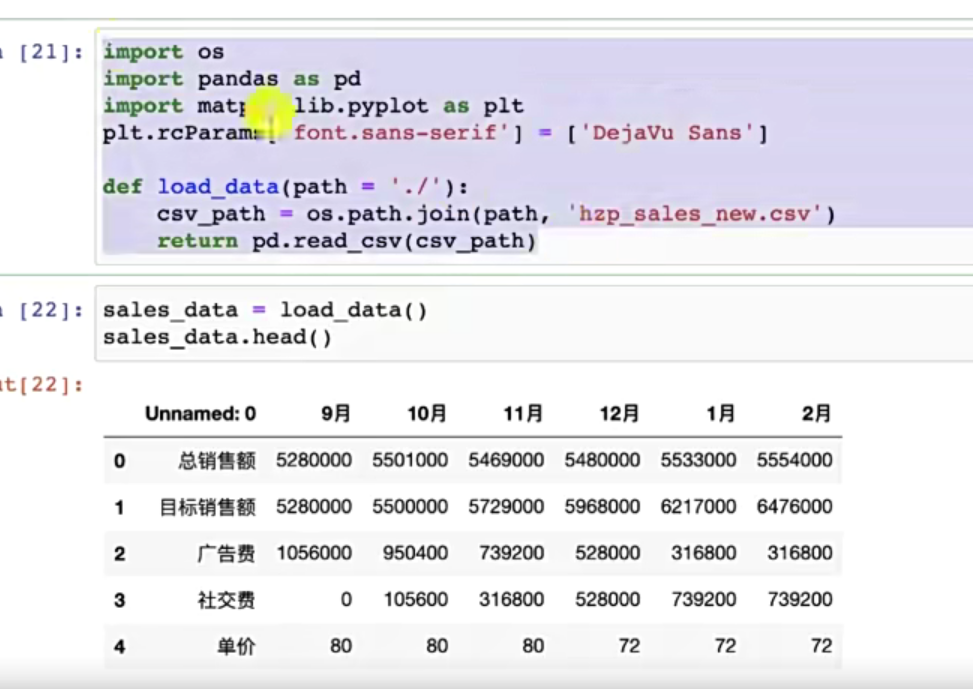 [21]:
import os
import pandas as pd
import lib.pyplot as plt
plt.rcParams font.sans-serif'] = ['DejaVu Sans']
def load_data(path = './'):
csv_path = os.path.join(path, 'hzp_sales_new.csv')
return pd.read_csv(csv_path)
[22]:
sales_data = load_data()
sales_data.head()
t[22]:
Unnamed: 0 9月 10月 11月 12月 1月 2月
0 总销售额 5280000 5501000 5469000 5480000 5533000 5554000
1 目标销售额 5280000 5500000 5729000 5968000 6217000 6476000
2 广告费 1056000 950400 739200 528000 316800 316800
3 社交费 0 105600 316800 528000 739200 739200
4 单价 80 80 80 72 72 72